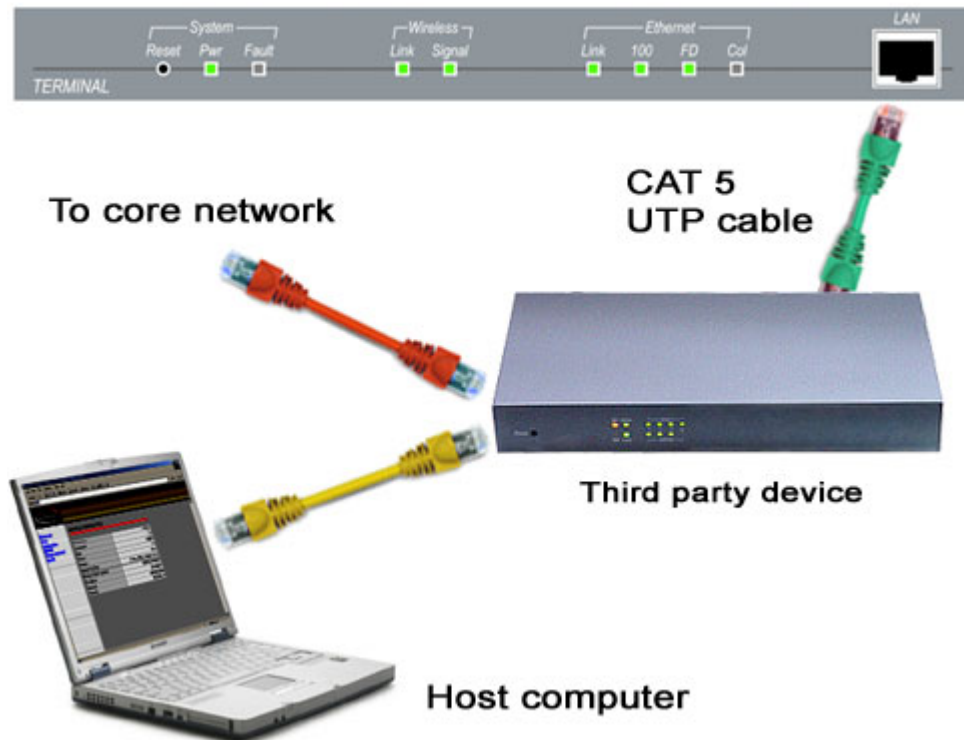 System Wireless Ethernet LAN
Reset Pwr Fault Link Signal Link 100 FD Col
TERMINAL
To core network
CAT 5
UTP cable
Third party device
Host computer